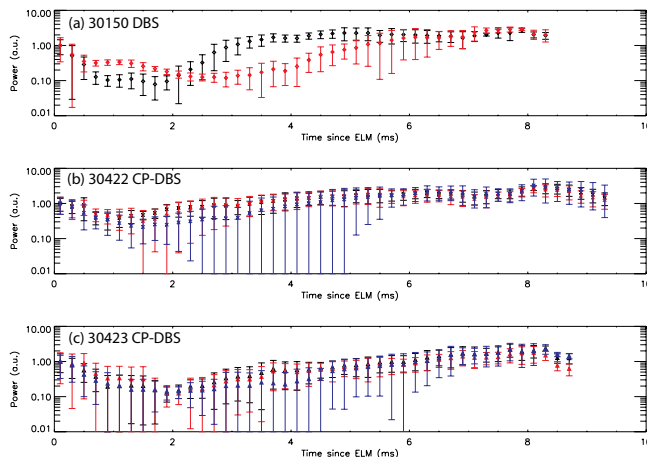 (a) 30150 DBS
10.00
1.00
0.10
0.01
Power (a.u.)
0 2 4 6 8 10
Time since ELM (ms)
(b) 30422 CP-DBS
10.00
1.00
0.10
0.01
Power (a.u.)
0 2 4 6 8 10
Time since ELM (ms)
(c) 30423 CP-DBS
10.00
1.00
0.10
0.01
Power (a.u.)
0 2 4 6 8 10
Time since ELM (ms)